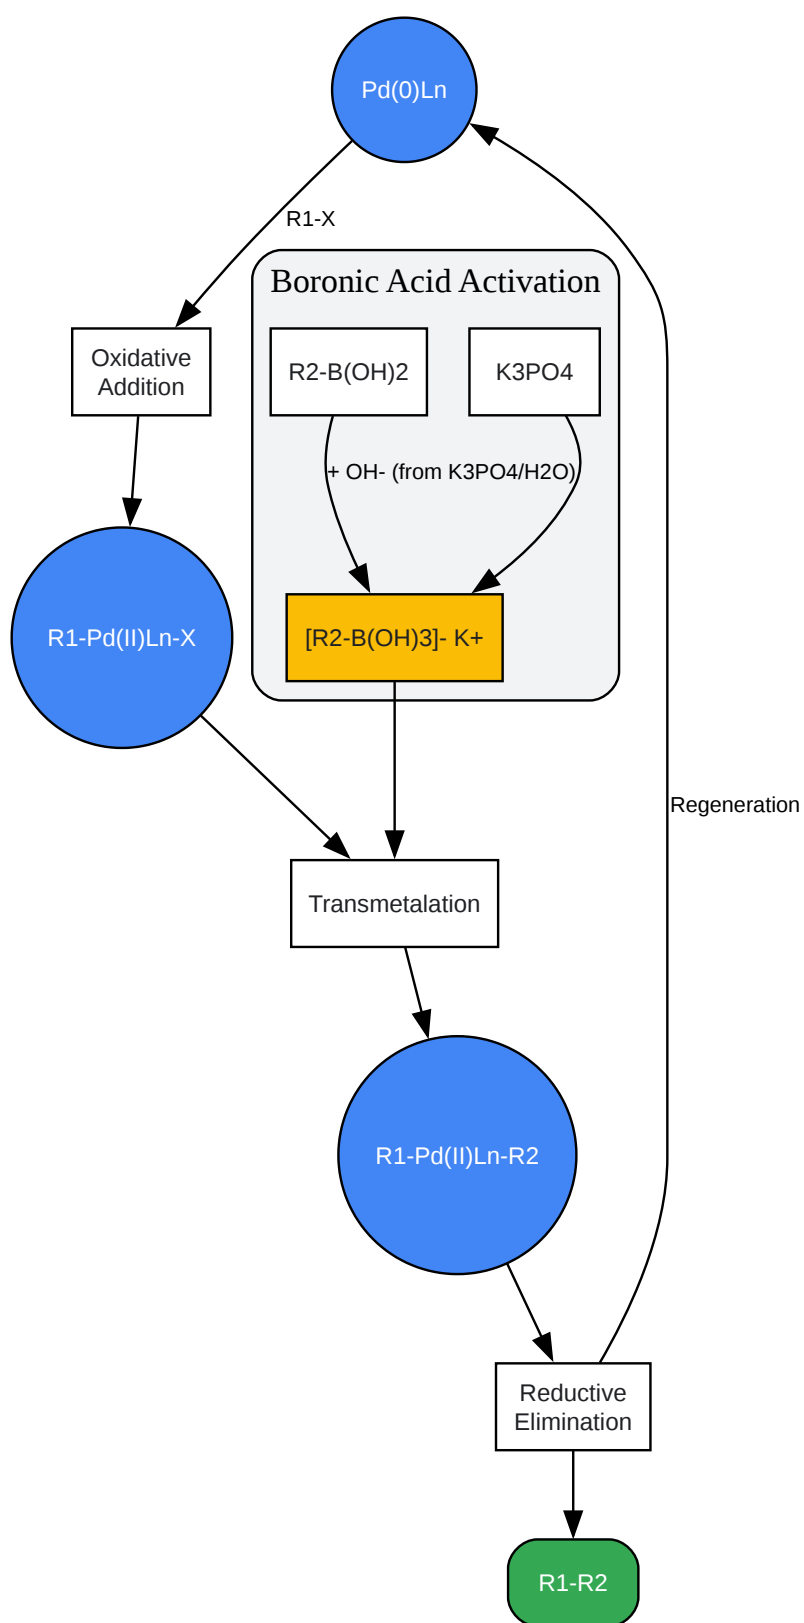 Pd(0)Ln
R1-X
Boronic Acid Activation
Oxidative
Addition
R2-B(OH)2
K3PO4
+ OH- (from K3PO4/H2O)
R1-Pd(II)Ln-X
[R2-B(OH)3]- K+
Regeneration
Transmetalation
R1-Pd(II)Ln-R2
Reductive
Elimination
R1-R2